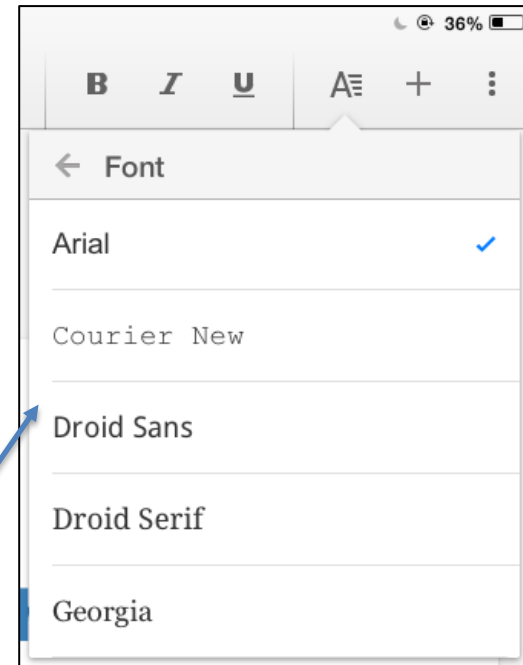 36%
B I U A
Font
Arial
Courier New
Droid Sans
Droid Serif
Georgia